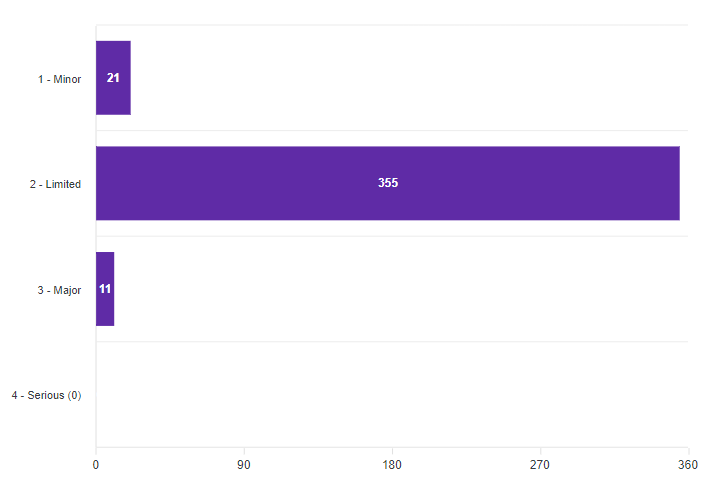 1 - Minor
21
2 - Limited
355
3 - Major
11
4 - Serious (0)
0 90 180 270 360